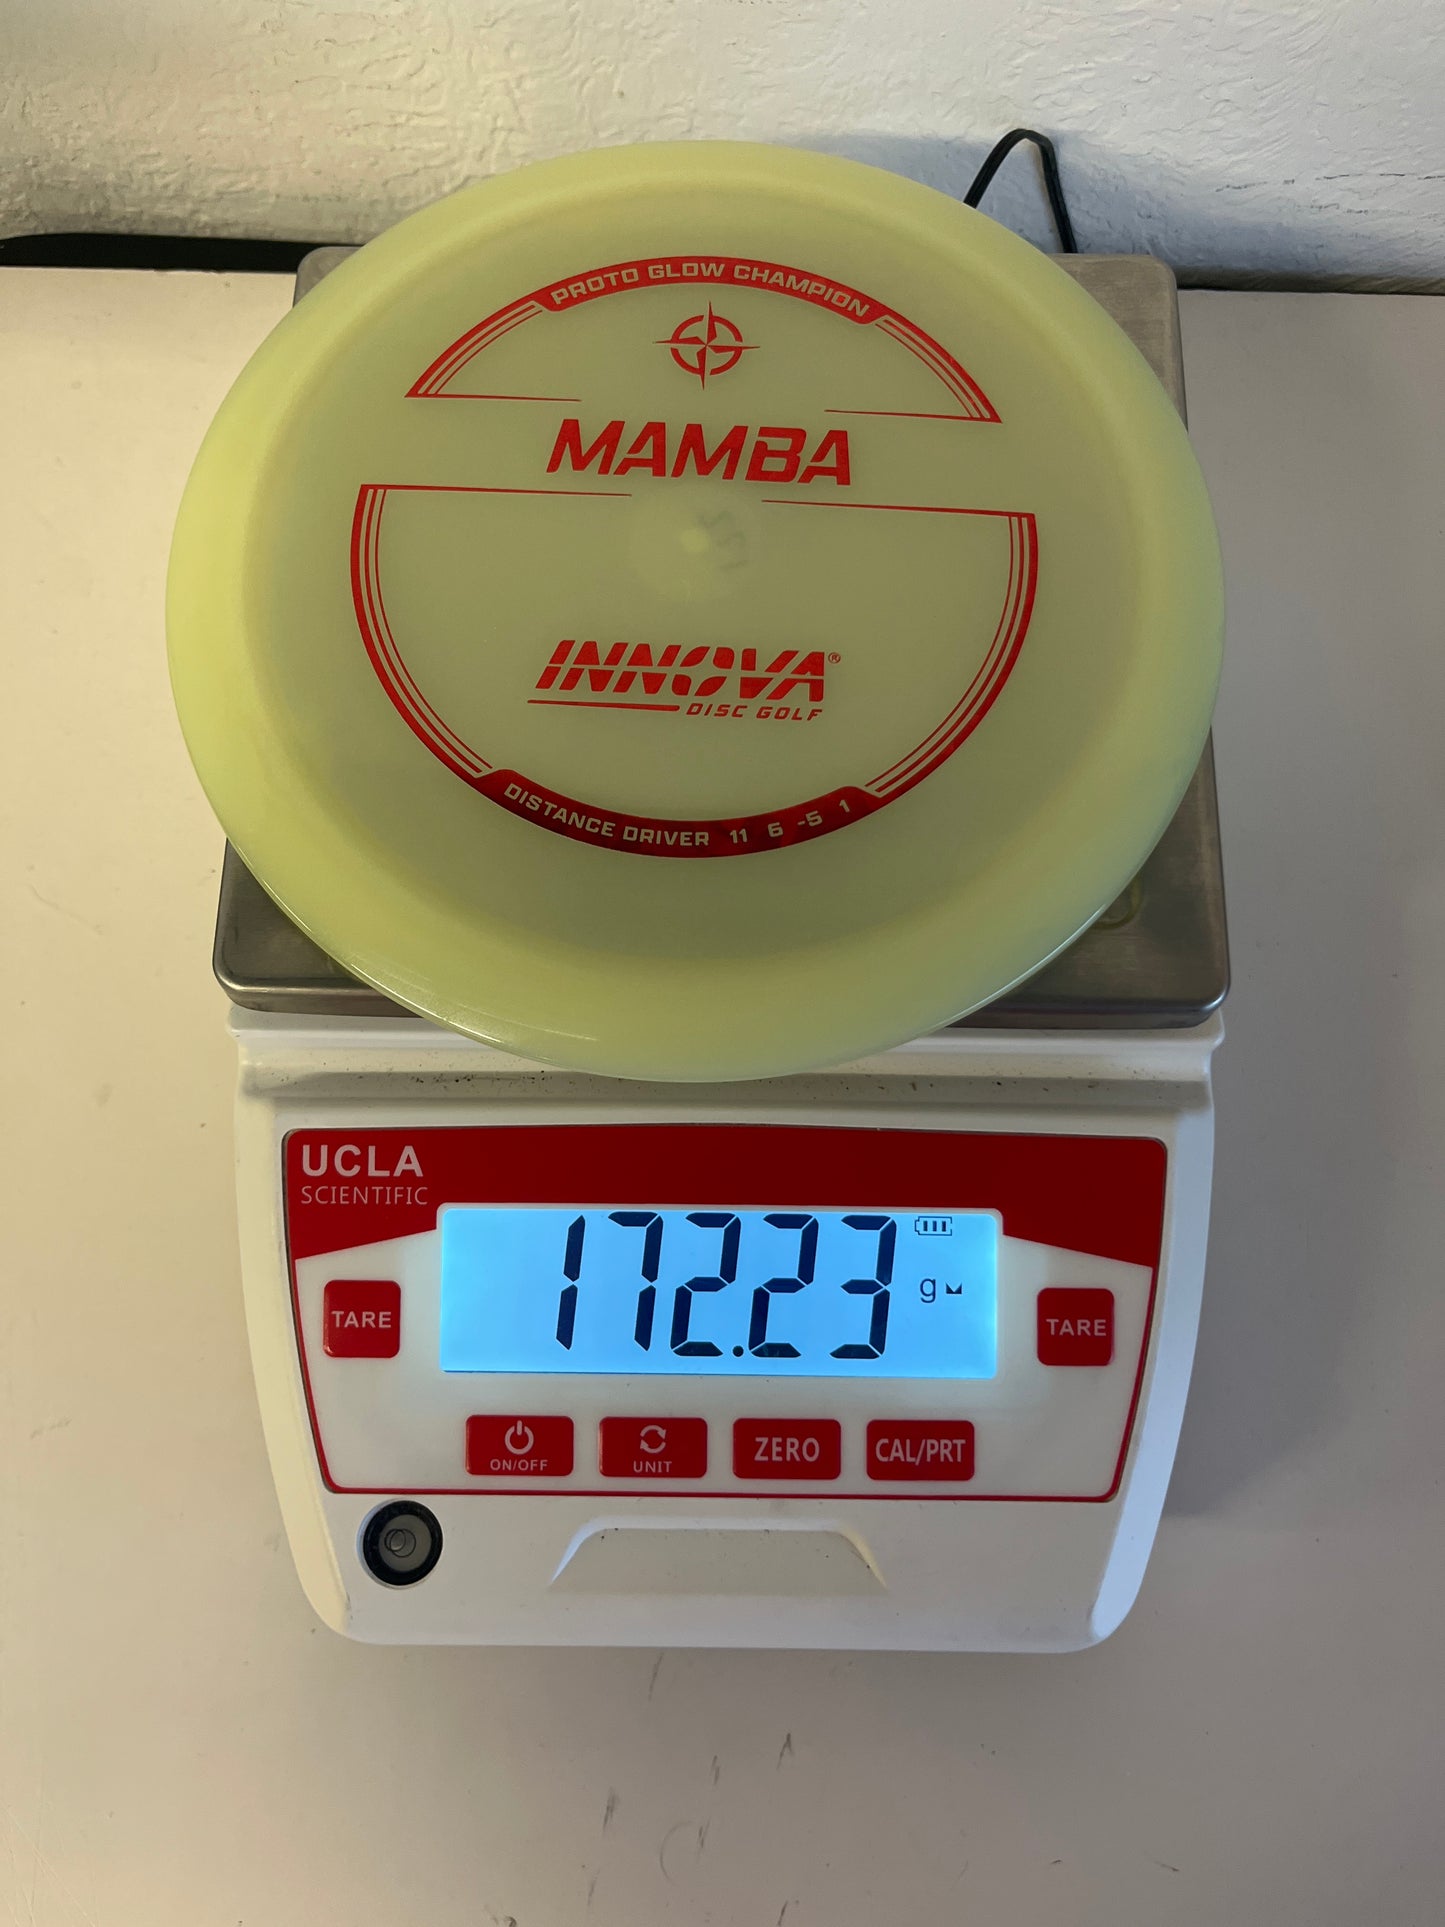 PROTO GLOW CHAMPION
MAMBA
INNOVA®
DISC GOLF
DISTANCE DRIVER 11 6 -5 1
UCLA
SCIENTIFIC
172.23 g
TARE
TARE
ON/OFF
UNIT
ZERO
CAL/PRT